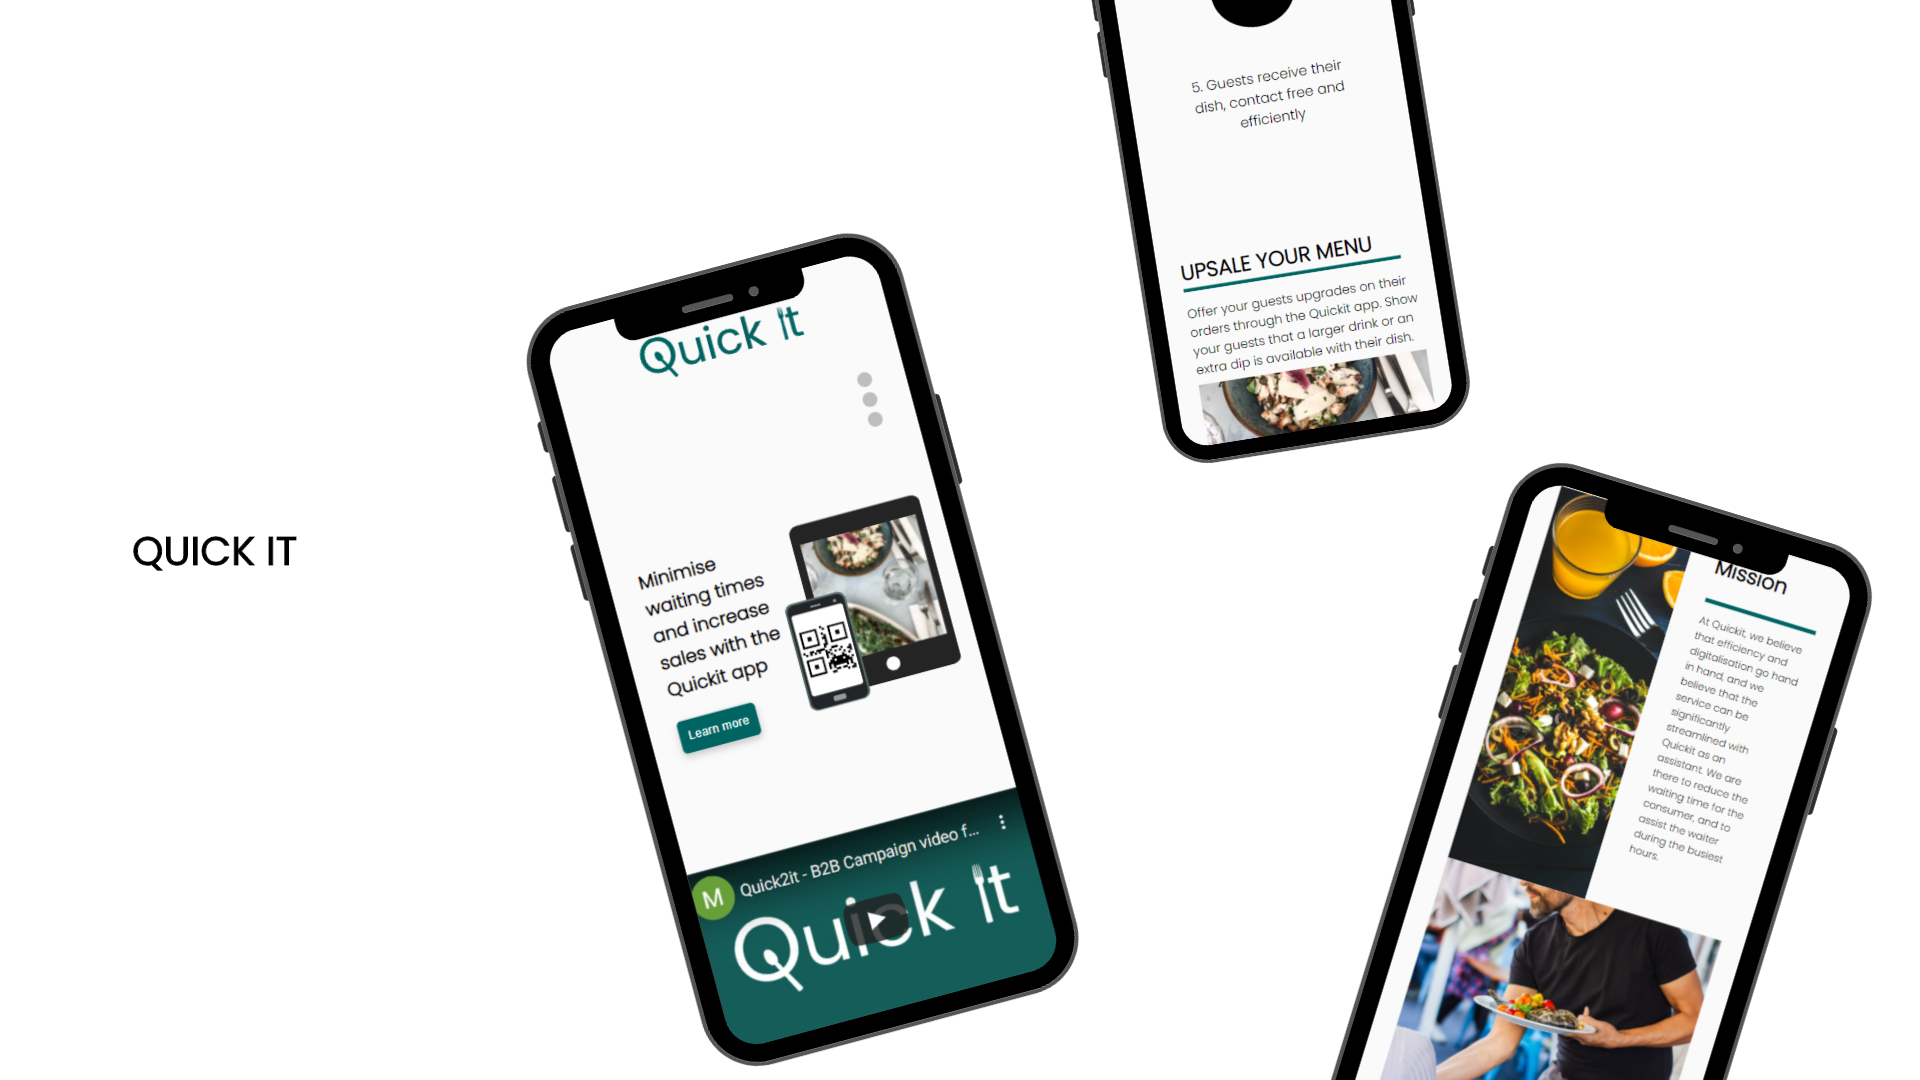 QUICK IT
Quick it
Minimise
waiting times
and increase
sales with the
Quickit app
Learn more
M
Quick2it - B2B Campaign video f...
Quick it
5. Guests receive their
dish, contact free and
efficiently
UPSALE YOUR MENU
Offer your guests upgrades on their
orders through the Quickit app. Show
your guests that a larger drink or an
extra dip is available with their dish.
Mission
At Quickit, we believe
that efficiency and
digitalisation go hand
in hand, and we
believe that the
service can be
significantly
streamlined with
Quickit as an
assistant. We are
there to reduce the
waiting time for the
consumer, and to
assist the waiter
during the busiest
hours.